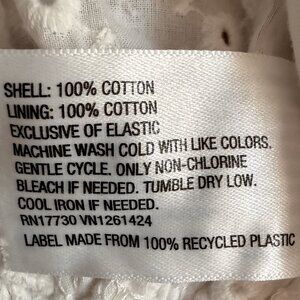 SHELL: 100% COTTON
LINING: 100% COTTON
EXCLUSIVE OF ELASTIC
MACHINE WASH COLD WITH LIKE COLORS.
GENTLE CYCLE. ONLY NON-CHLORINE
BLEACH IF NEEDED. TUMBLE DRY LOW.
COOL IRON IF NEEDED.
RN17730 VN1261424
LABEL MADE FROM 100% RECYCLED PLASTIC